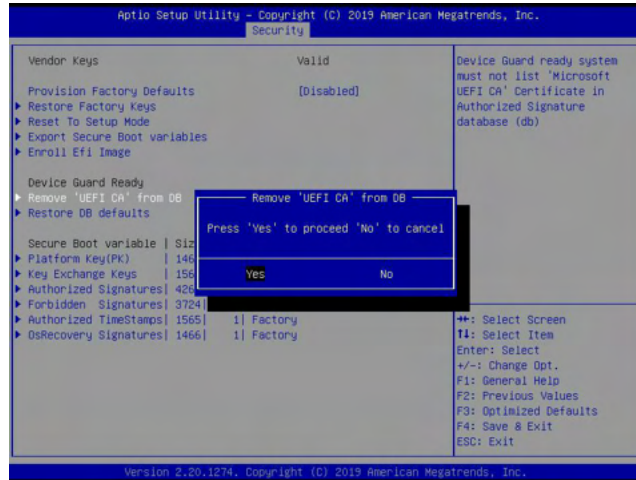 Aptio Setup Utility – Copyright (C) 2019 American Megatrends, Inc.
Security
Vendor Keys Valid
Provision Factory Defaults [Disabled]
Restore Factory Keys
Reset To Setup Mode
Export Secure Boot variables
Enroll Efi Image
Device Guard Ready
Remove 'UEFI CA' from DB
Restore DB defaults
Secure Boot variable | Siz
Platform Key(PK) | 146
Key Exchange Keys | 156
Authorized Signatures| 426
Forbidden Signatures| 3724|
Authorized TimeStamps| 1565| 1| Factory
OsRecovery Signatures| 1466| 1| Factory
Remove 'UEFI CA' from DB
Press 'Yes' to proceed 'No' to cancel
Yes No
Device Guard ready system
must not list 'Microsoft
UEFI CA' Certificate in
Authorized Signature
database (db)
→←: Select Screen
↑↓: Select Item
Enter: Select
+/-: Change Opt.
F1: General Help
F2: Previous Values
F3: Optimized Defaults
F4: Save & Exit
ESC: Exit
Version 2.20.1274. Copyright (C) 2019 American Megatrends, Inc.